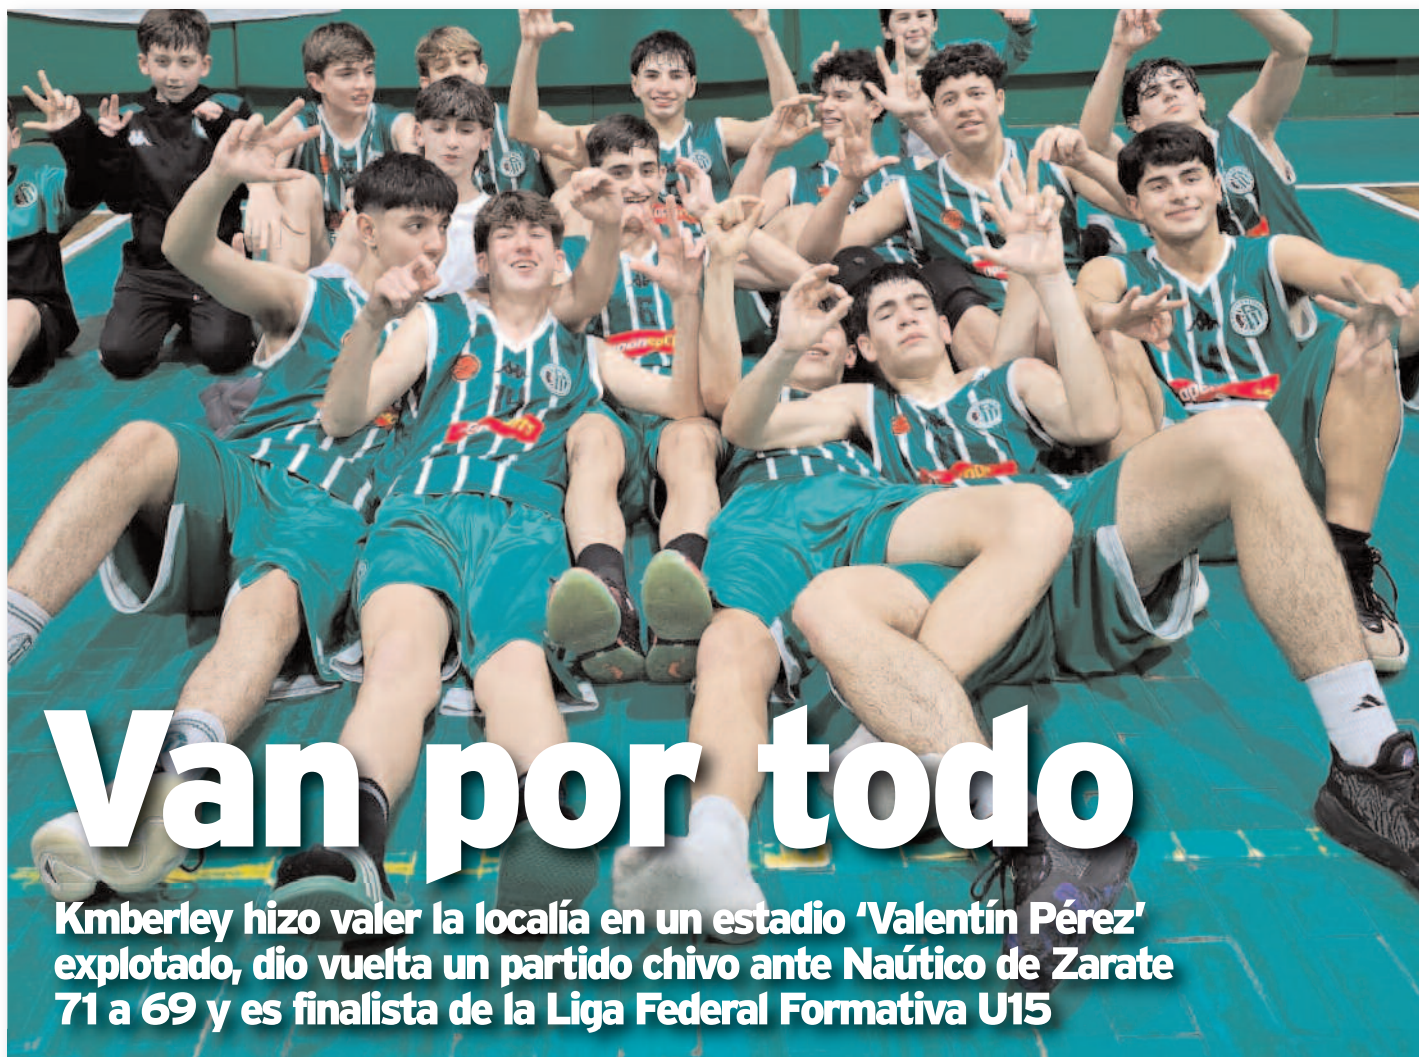 Van por todo
Kmberley hizo valer la localía en un estadio ‘Valentín Pérez’
explotado, dio vuelta un partido chivo ante Naútico de Zarate
71 a 69 y es finalista de la Liga Federal Formativa U15